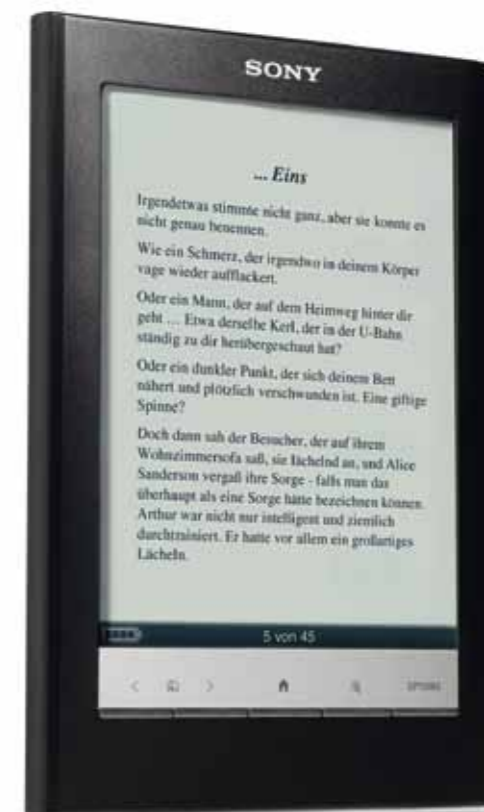 SONY
... Eins
Irgendetwas stimmte nicht ganz, aber sie konnte es
nicht genau benennen.
Wie ein Schmerz, der irgendwo in deinem Körper
vage wieder aufflackert.
Oder ein Mann, der auf dem Heimweg hinter dir
geht ... Etwa derselbe Kerl, der in der U-Bahn
ständig zu dir herübergeschaut hat?
Oder ein dunkler Punkt, der sich deinem Bett
nähert und plötzlich verschwunden ist. Eine giftige
Spinne?
Doch dann sah der Besucher, der auf ihrem
Wohnzimmersofa saß, sie lächelnd an, und Alice
Sanderson vergaß ihre Sorge - falls man das
überhaupt als eine Sorge hätte bezeichnen können.
Arthur war nicht nur intelligent und ziemlich
durchtrainiert. Er hatte vor allem ein großartiges
Lächeln.
5 von 45
< >
OPTIONS